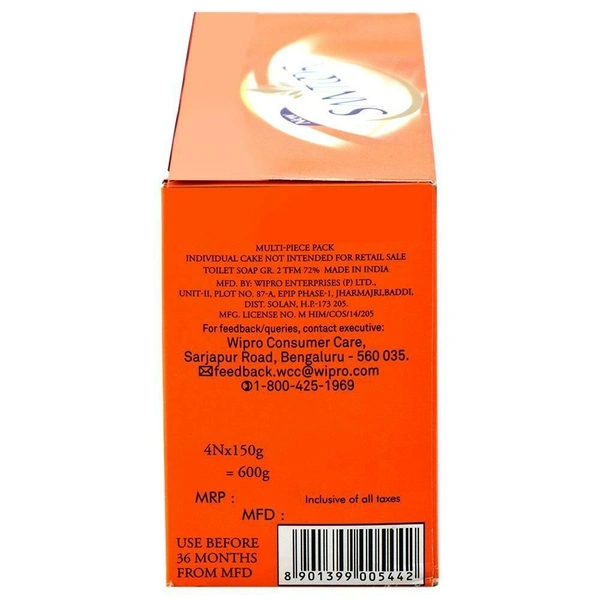 Santoor
MULTI-PIECE PACK
INDIVIDUAL CAKE NOT INTENDED FOR RETAIL SALE
TOILET SOAP GR. 2 TFM 72% MADE IN INDIA
MFD. BY: WIPRO ENTERPRISES (P) LTD.,
UNIT-II, PLOT NO. 87-A, EPIP PHASE-1, JHARMAJRI,BADDI,
DIST. SOLAN, H.P.-173 205.
MFG. LICENSE NO. M HIM/COS/14/205
For feedback/queries, contact executive:
Wipro Consumer Care,
Sarjapur Road, Bengaluru - 560 035.
feedback.wcc@wipro.com
1-800-425-1969
4Nx150g
= 600g
MRP :
Inclusive of all taxes
MFD :
USE BEFORE
36 MONTHS
FROM MFD
8 901399 005442